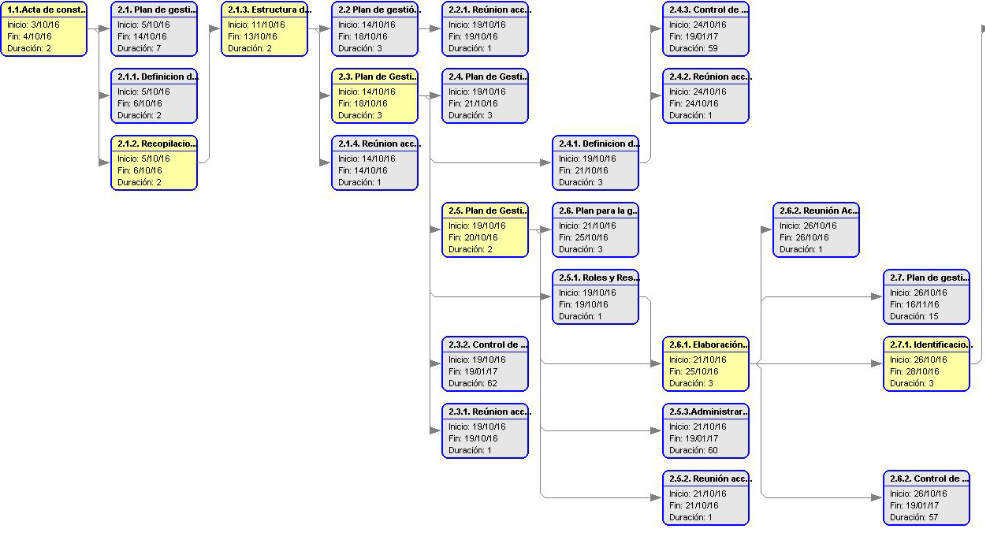 1.1.Acta de const..
Inicio: 3/10/16
Fin: 4/10/16
Duración: 2
2.1. Plan de gesti...
Inicio: 5/10/16
Fin: 14/10/16
Duración: 7
2.1.3. Estructura d...
Inicio: 11/10/16
Fin: 13/10/16
Duración: 2
2.2 Plan de gestió..
Inicio: 14/10/16
Fin: 18/10/16
Duración: 3
2.2.1. Reúnion acc...
Inicio: 19/10/16
Fin: 19/10/16
Duración: 1
2.4.3. Control de ...
Inicio: 24/10/16
Fin: 19/01/17
Duración: 59
2.1.1. Definicion d...
Inicio: 5/10/16
Fin: 6/10/16
Duración: 2
2.3. Plan de Gesti..
Inicio: 14/10/16
Fin: 18/10/16
Duración: 3
2.4. Plan de Gesti...
Inicio: 19/10/16
Fin: 21/10/16
Duración: 3
2.4.2. Reúnion acc...
Inicio: 24/10/16
Fin: 24/10/16
Duración: 1
2.1.2. Recopilacio...
Inicio: 5/10/16
Fin: 6/10/16
Duración: 2
2.1.4. Reúnion acc...
Inicio: 14/10/16
Fin: 14/10/16
Duración: 1
2.4.1. Definicion d...
Inicio: 19/10/16
Fin: 21/10/16
Duración: 3
2.5. Plan de Gesti...
Inicio: 19/10/16
Fin: 20/10/16
Duración: 2
2.6. Plan para la g...
Inicio: 21/10/16
Fin: 25/10/16
Duración: 3
2.6.2. Reunión Ac...
Inicio: 26/10/16
Fin: 26/10/16
Duración: 1
2.5.1. Roles y Res...
Inicio: 19/10/16
Fin: 19/10/16
Duración: 1
2.7. Plan de gesti...
Inicio: 26/10/16
Fin: 16/11/16
Duración: 15
2.3.2. Control de ...
Inicio: 19/10/16
Fin: 19/01/17
Duración: 62
2.6.1. Elaboración...
Inicio: 21/10/16
Fin: 25/10/16
Duración: 3
2.7.1. Identificacio...
Inicio: 26/10/16
Fin: 28/10/16
Duración: 3
2.3.1. Reúnion acc...
Inicio: 19/10/16
Fin: 19/10/16
Duración: 1
2.5.3.Administrar...
Inicio: 21/10/16
Fin: 19/01/17
Duración: 60
2.5.2. Reunión acc...
Inicio: 21/10/16
Fin: 21/10/16
Duración: 1
2.6.2. Control de ...
Inicio: 26/10/16
Fin: 19/01/17
Duración: 57